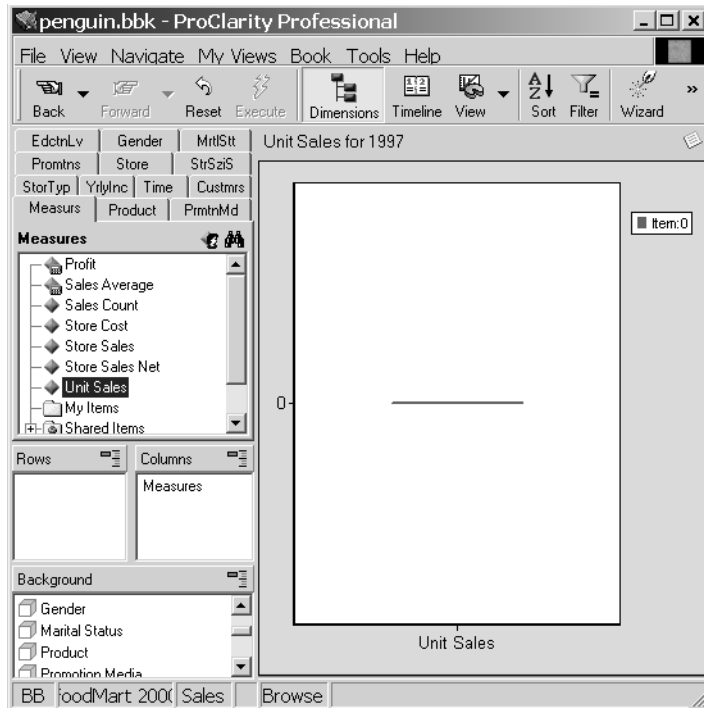 penguin.bbk - ProClarity Professional
File View Navigate My Views Book Tools Help
Back Forward Reset Execute Dimensions Timeline View Sort Filter Wizard »
EdctnLv Gender MrtlStt
Promtns Store StrSziS
StorTyp YrlyInc Time Custmrs
Measurs Product PrmtnMd
Unit Sales for 1997
Measures
Profit
Sales Average
Sales Count
Store Cost
Store Sales
Store Sales Net
Unit Sales
My Items
Shared Items
Item:0
0
Unit Sales
Rows
Columns
Measures
Background
Gender
Marital Status
Product
Promotion Media
BB FoodMart 200( Sales Browse